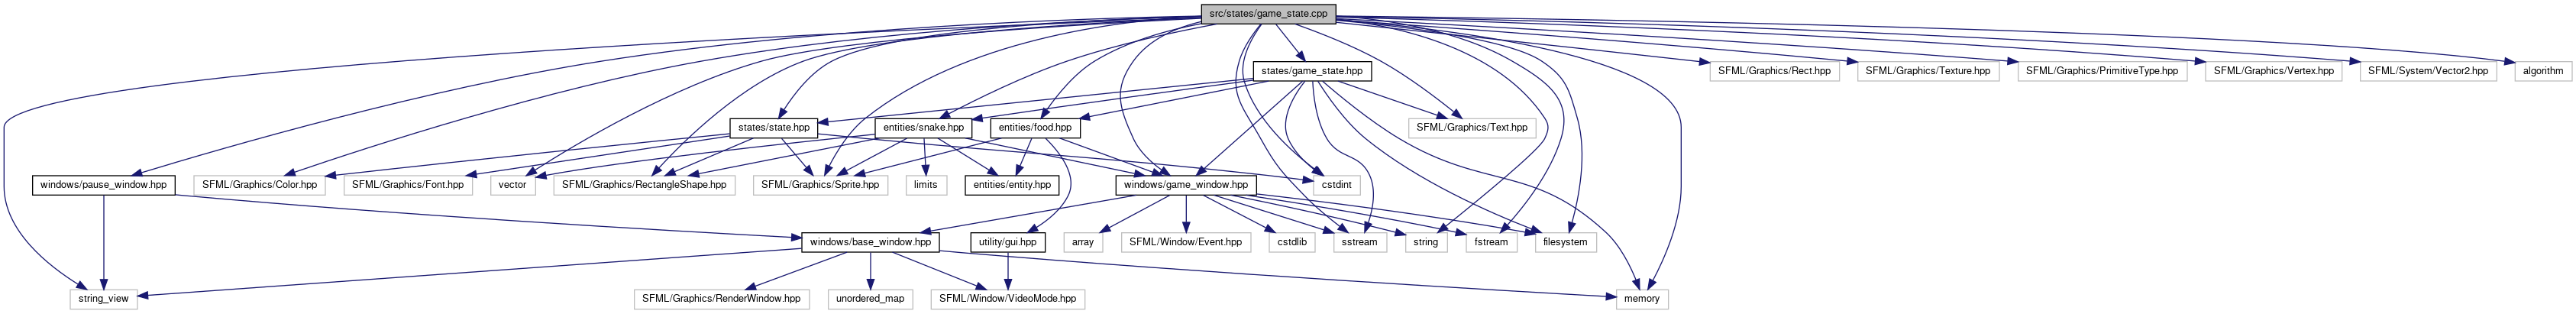 src/states/game_state.cpp
states/game_state.hpp
SFML/Graphics/Rect.hpp
SFML/Graphics/Texture.hpp
SFML/Graphics/PrimitiveType.hpp
SFML/Graphics/Vertex.hpp
SFML/System/Vector2.hpp
algorithm
states/state.hpp
entities/snake.hpp
entities/food.hpp
SFML/Graphics/Text.hpp
windows/pause_window.hpp
SFML/Graphics/Color.hpp
SFML/Graphics/Font.hpp
vector
SFML/Graphics/RectangleShape.hpp
SFML/Graphics/Sprite.hpp
limits
entities/entity.hpp
windows/game_window.hpp
cstdint
windows/base_window.hpp
utility/gui.hpp
array
SFML/Window/Event.hpp
cstdlib
sstream
string
fstream
filesystem
string_view
SFML/Graphics/RenderWindow.hpp
unordered_map
SFML/Window/VideoMode.hpp
memory